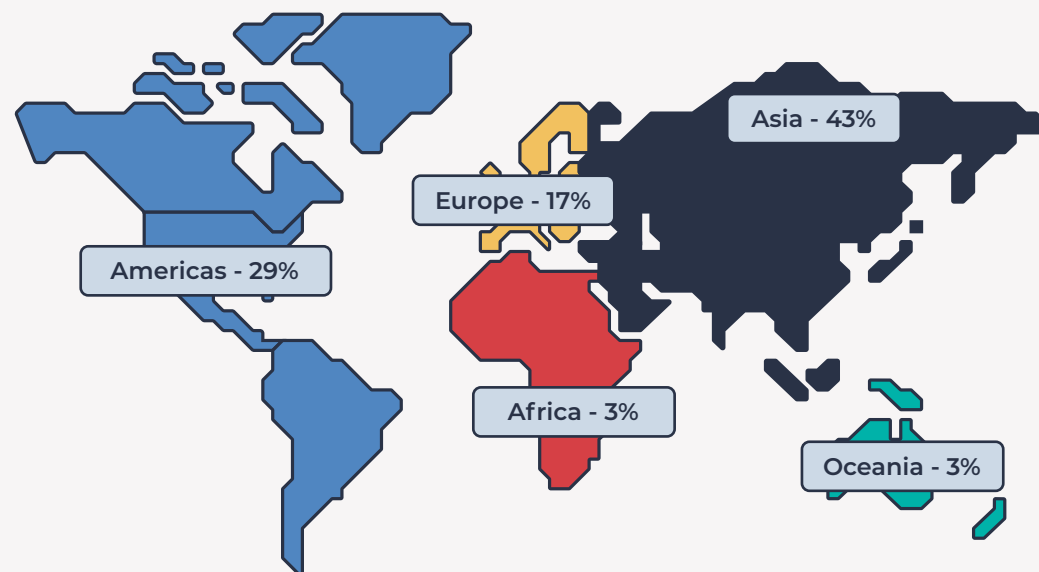 Asia - 43%
Europe - 17%
Americas - 29%
Africa - 3%
Oceania - 3%